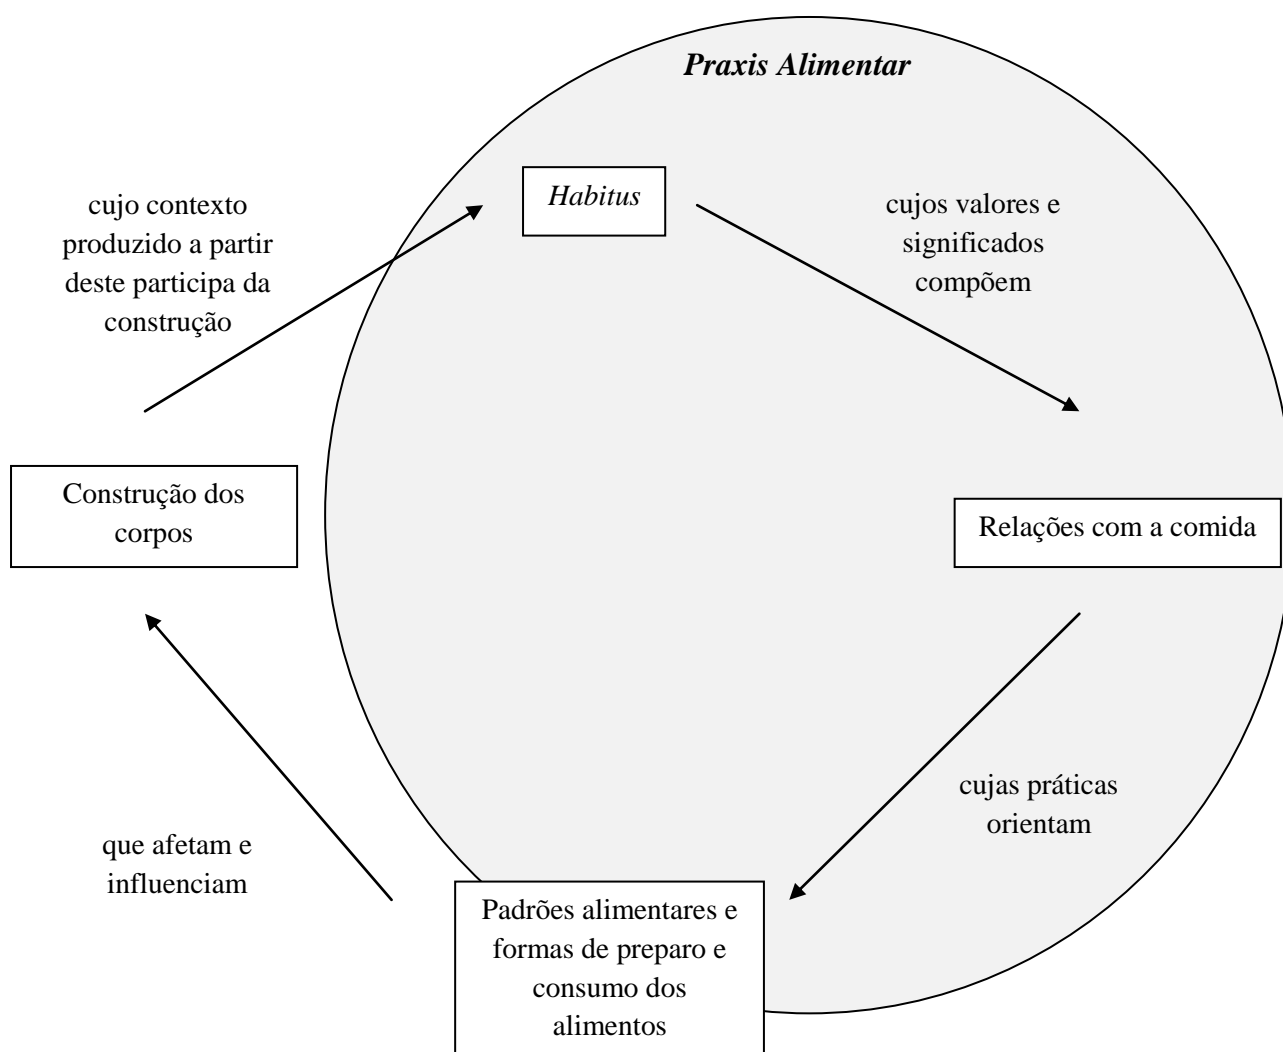 Praxis Alimentar
Habitus
cujos valores e
significados
compõem
Relações com a comida
cujas práticas
orientam
Padrões alimentares e
formas de preparo e
consumo dos
alimentos
que afetam e
influenciam
Construção dos
corpos
cujo contexto
produzido a partir
deste participa da
construção